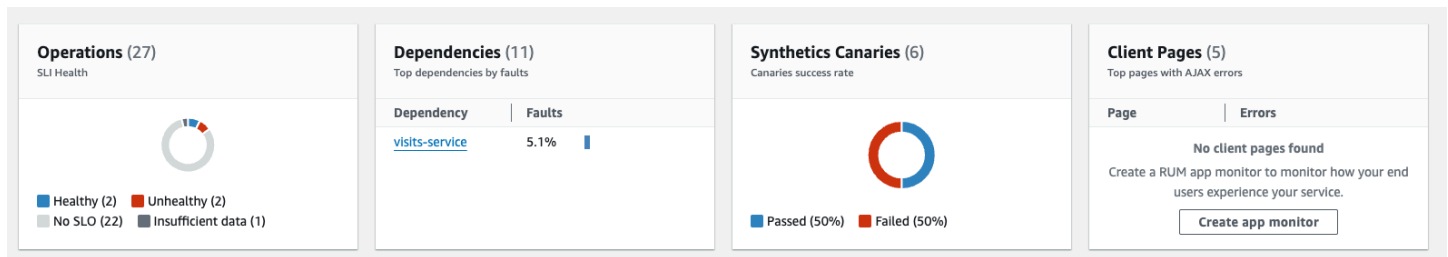 Operations (27)
SLI Health
Healthy (2) Unhealthy (2)
No SLO (22) Insufficient data (1)
Dependencies (11)
Top dependencies by faults
Dependency Faults
visits-service 5.1%
Synthetics Canaries (6)
Canaries success rate
Passed (50%) Failed (50%)
Client Pages (5)
Top pages with AJAX errors
Page Errors
No client pages found
Create a RUM app monitor to monitor how your end
users experience your service.
Create app monitor